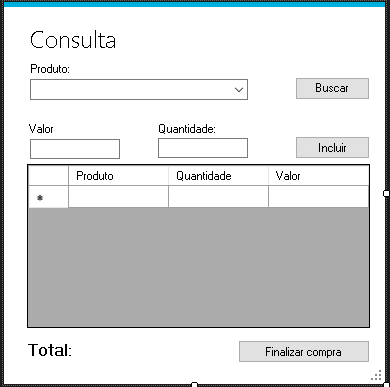 Consulta
Produto:
Buscar
Valor Quantidade:
Incluir
Produto Quantidade Valor
Total: Finalizar compra